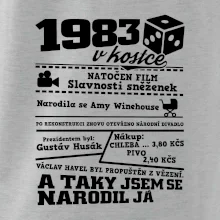 1983
v kostce
NATOČEN FILM
Slavnosti sněženek
Narodila se Amy Winehouse
PO REKONSTRUKCI ZNOVU OTEVŘENO NÁRODNÍ DIVADLO
Prezidentem byl:
Gustáv Husák
Nákup:
CHLEBA ... 3,80 KČS
PIVO
2,40 KČS
VÁCLAV HAVEL BYL PROPUŠTĚN Z VĚZENÍ.
A TAKY JSEM SE
NARODIL JÁ